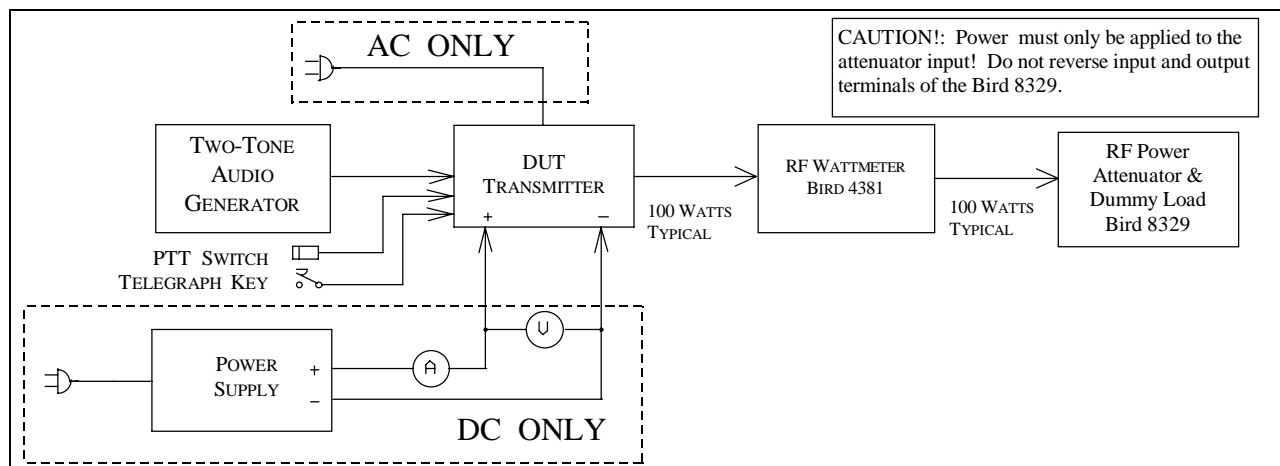 AC ONLY
CAUTION!: Power must only be applied to the
attenuator input! Do not reverse input and output
terminals of the Bird 8329.
TWO-TONE
AUDIO
GENERATOR
DUT
TRANSMITTER
+ −
RF WATTMETER
BIRD 4381
RF Power
Attenuator &
Dummy Load
Bird 8329
100 WATTS
TYPICAL
100 WATTS
TYPICAL
PTT SWITCH
TELEGRAPH KEY
POWER
SUPPLY
+
−
A
V
DC ONLY